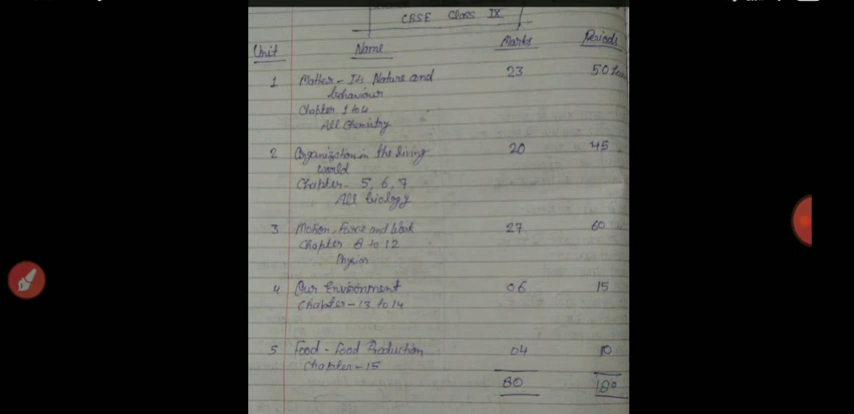 CBSE Class IX
Unit Name Marks Periods
1 Matter - Its Nature and 23 50
behaviour
Chapter 1 to 4
All Chemistry
2 Organization in the living 20 45
world
Chapter - 5, 6, 7
All biology
3 Motion, Force and Work 27 60
Chapter 8 to 12
Physics
4 Our Environment 06 15
Chapter - 13 to 14
5 Food - Food Production 04 10
Chapter - 15
80 180